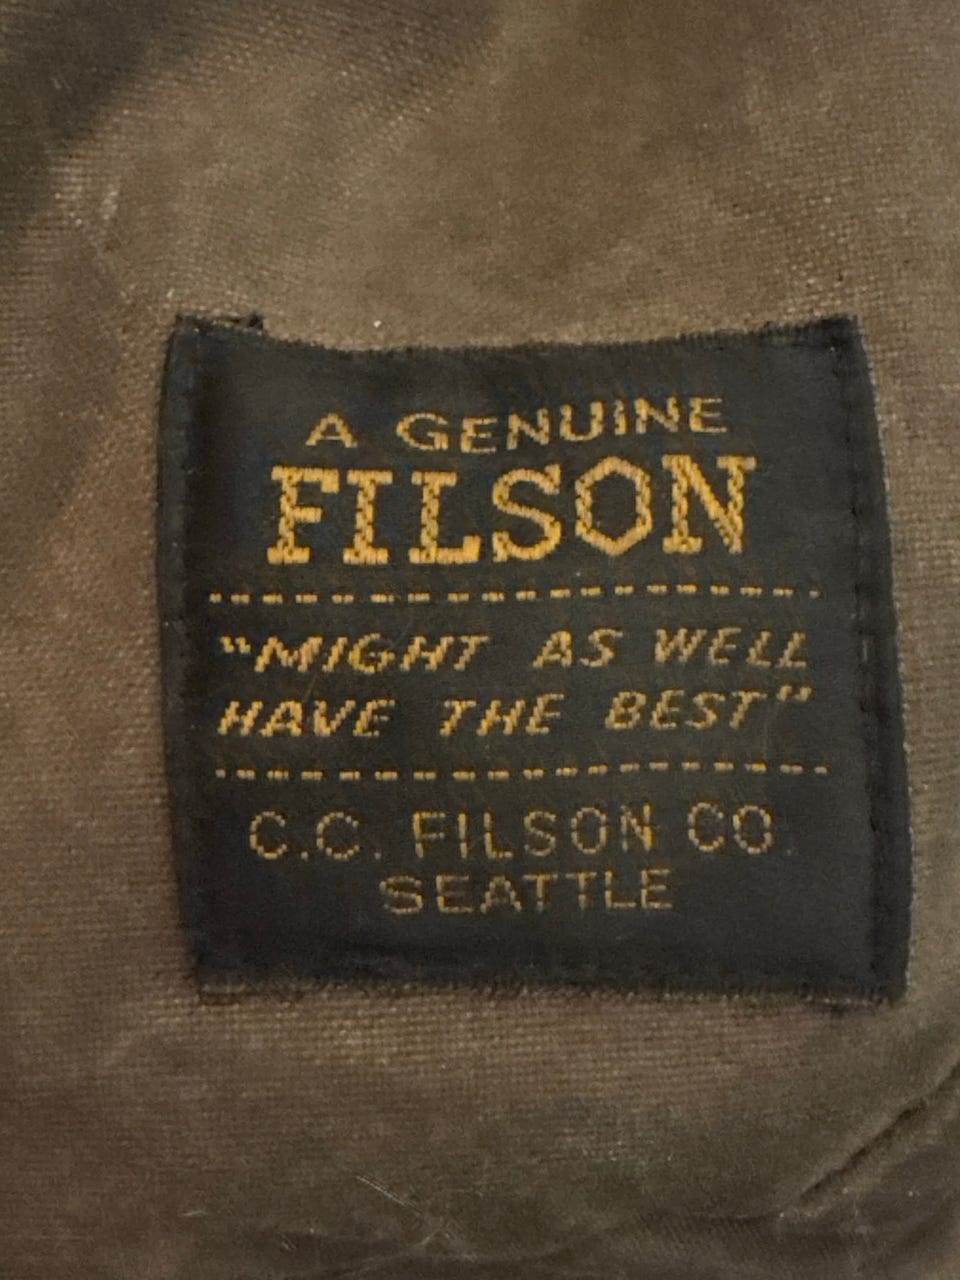 A GENUINE
FILSON
"MIGHT AS WELL
HAVE THE BEST"
C.C. FILSON CO.
SEATTLE